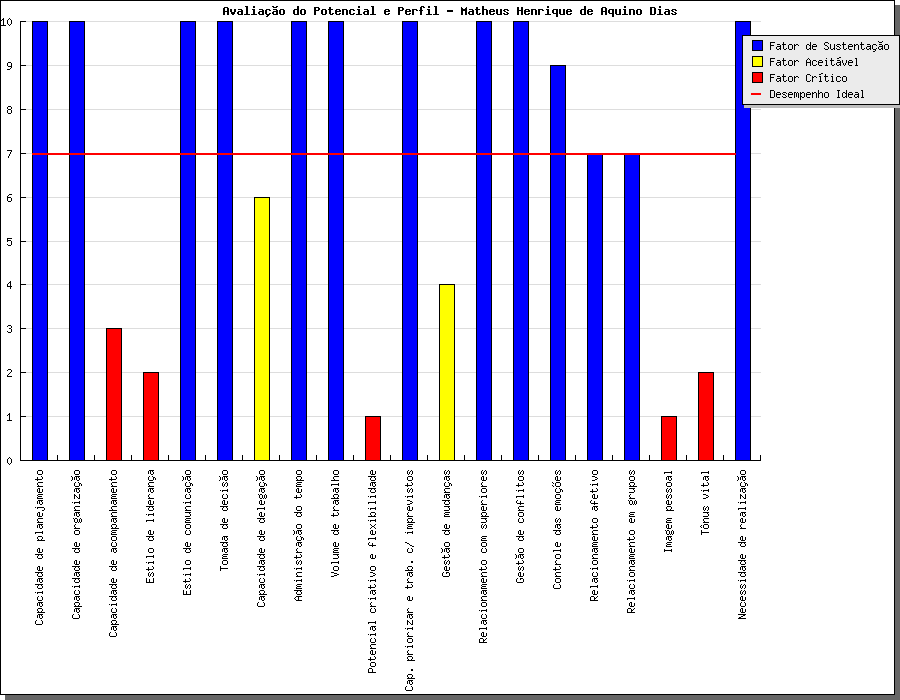 Avaliação do Potencial e Perfil - Matheus Henrique de Aquino Dias
Fator de Sustentação
Fator Aceitável
Fator Crítico
Desempenho Ideal
10
9
8
7
6
5
4
3
2
1
0
Capacidade de planejamento
Capacidade de organização
Capacidade de acompanhamento
Estilo de liderança
Estilo de comunicação
Tomada de decisão
Capacidade de delegação
Administração do tempo
Volume de trabalho
Potencial criativo e flexibilidade
Cap. priorizar e trab. c/ imprevistos
Gestão de mudanças
Relacionamento com superiores
Gestão de conflitos
Controle das emoções
Relacionamento afetivo
Relacionamento em grupos
Imagem pessoal
Tônus vital
Necessidade de realização